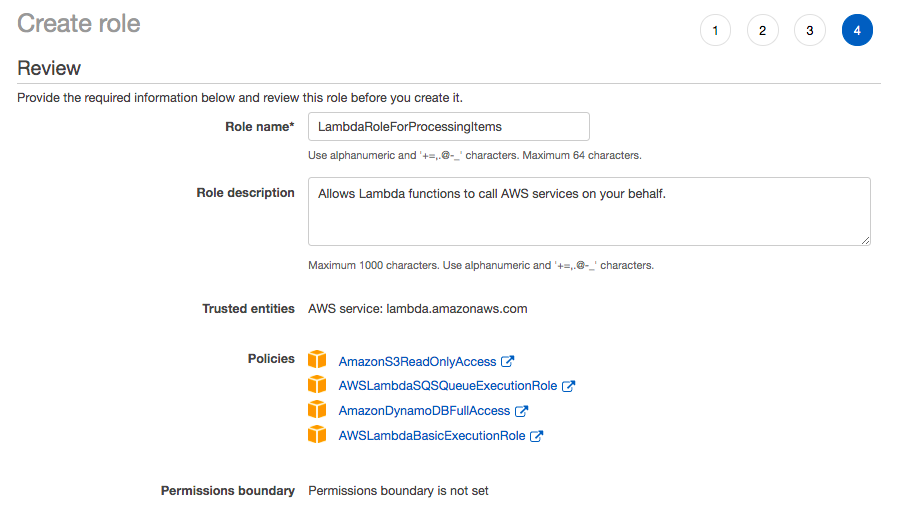 Create role
1 2 3 4
Review
Provide the required information below and review this role before you create it.
Role name* LambdaRoleForProcessingItems
Use alphanumeric and '+=,.@-_' characters. Maximum 64 characters.
Role description Allows Lambda functions to call AWS services on your behalf.
Maximum 1000 characters. Use alphanumeric and '+=,.@-_' characters.
Trusted entities AWS service: lambda.amazonaws.com
Policies AmazonS3ReadOnlyAccess
AWSLambdaSQSQueueExecutionRole
AmazonDynamoDBFullAccess
AWSLambdaBasicExecutionRole
Permissions boundary Permissions boundary is not set